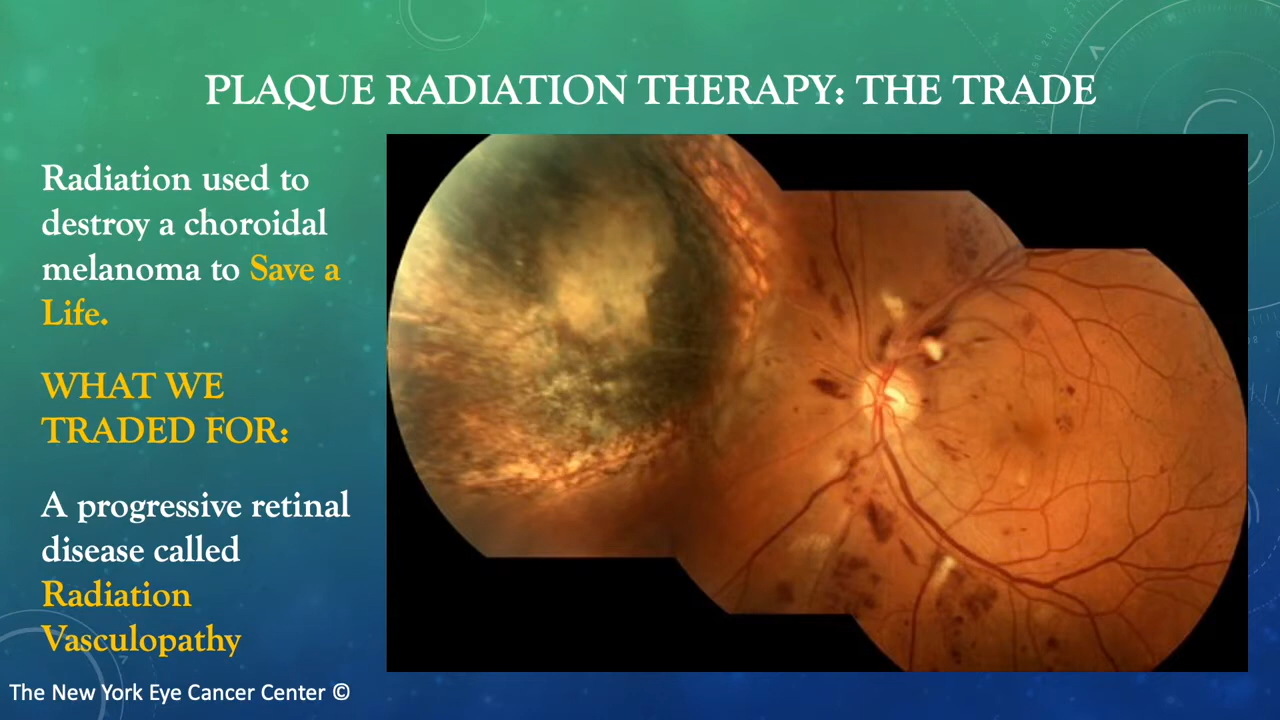 PLAQUE RADIATION THERAPY: THE TRADE
Radiation used to
destroy a choroidal
melanoma to Save a
Life.
WHAT WE
TRADED FOR:
A progressive retinal
disease called
Radiation
Vasculopathy
The New York Eye Cancer Center ©